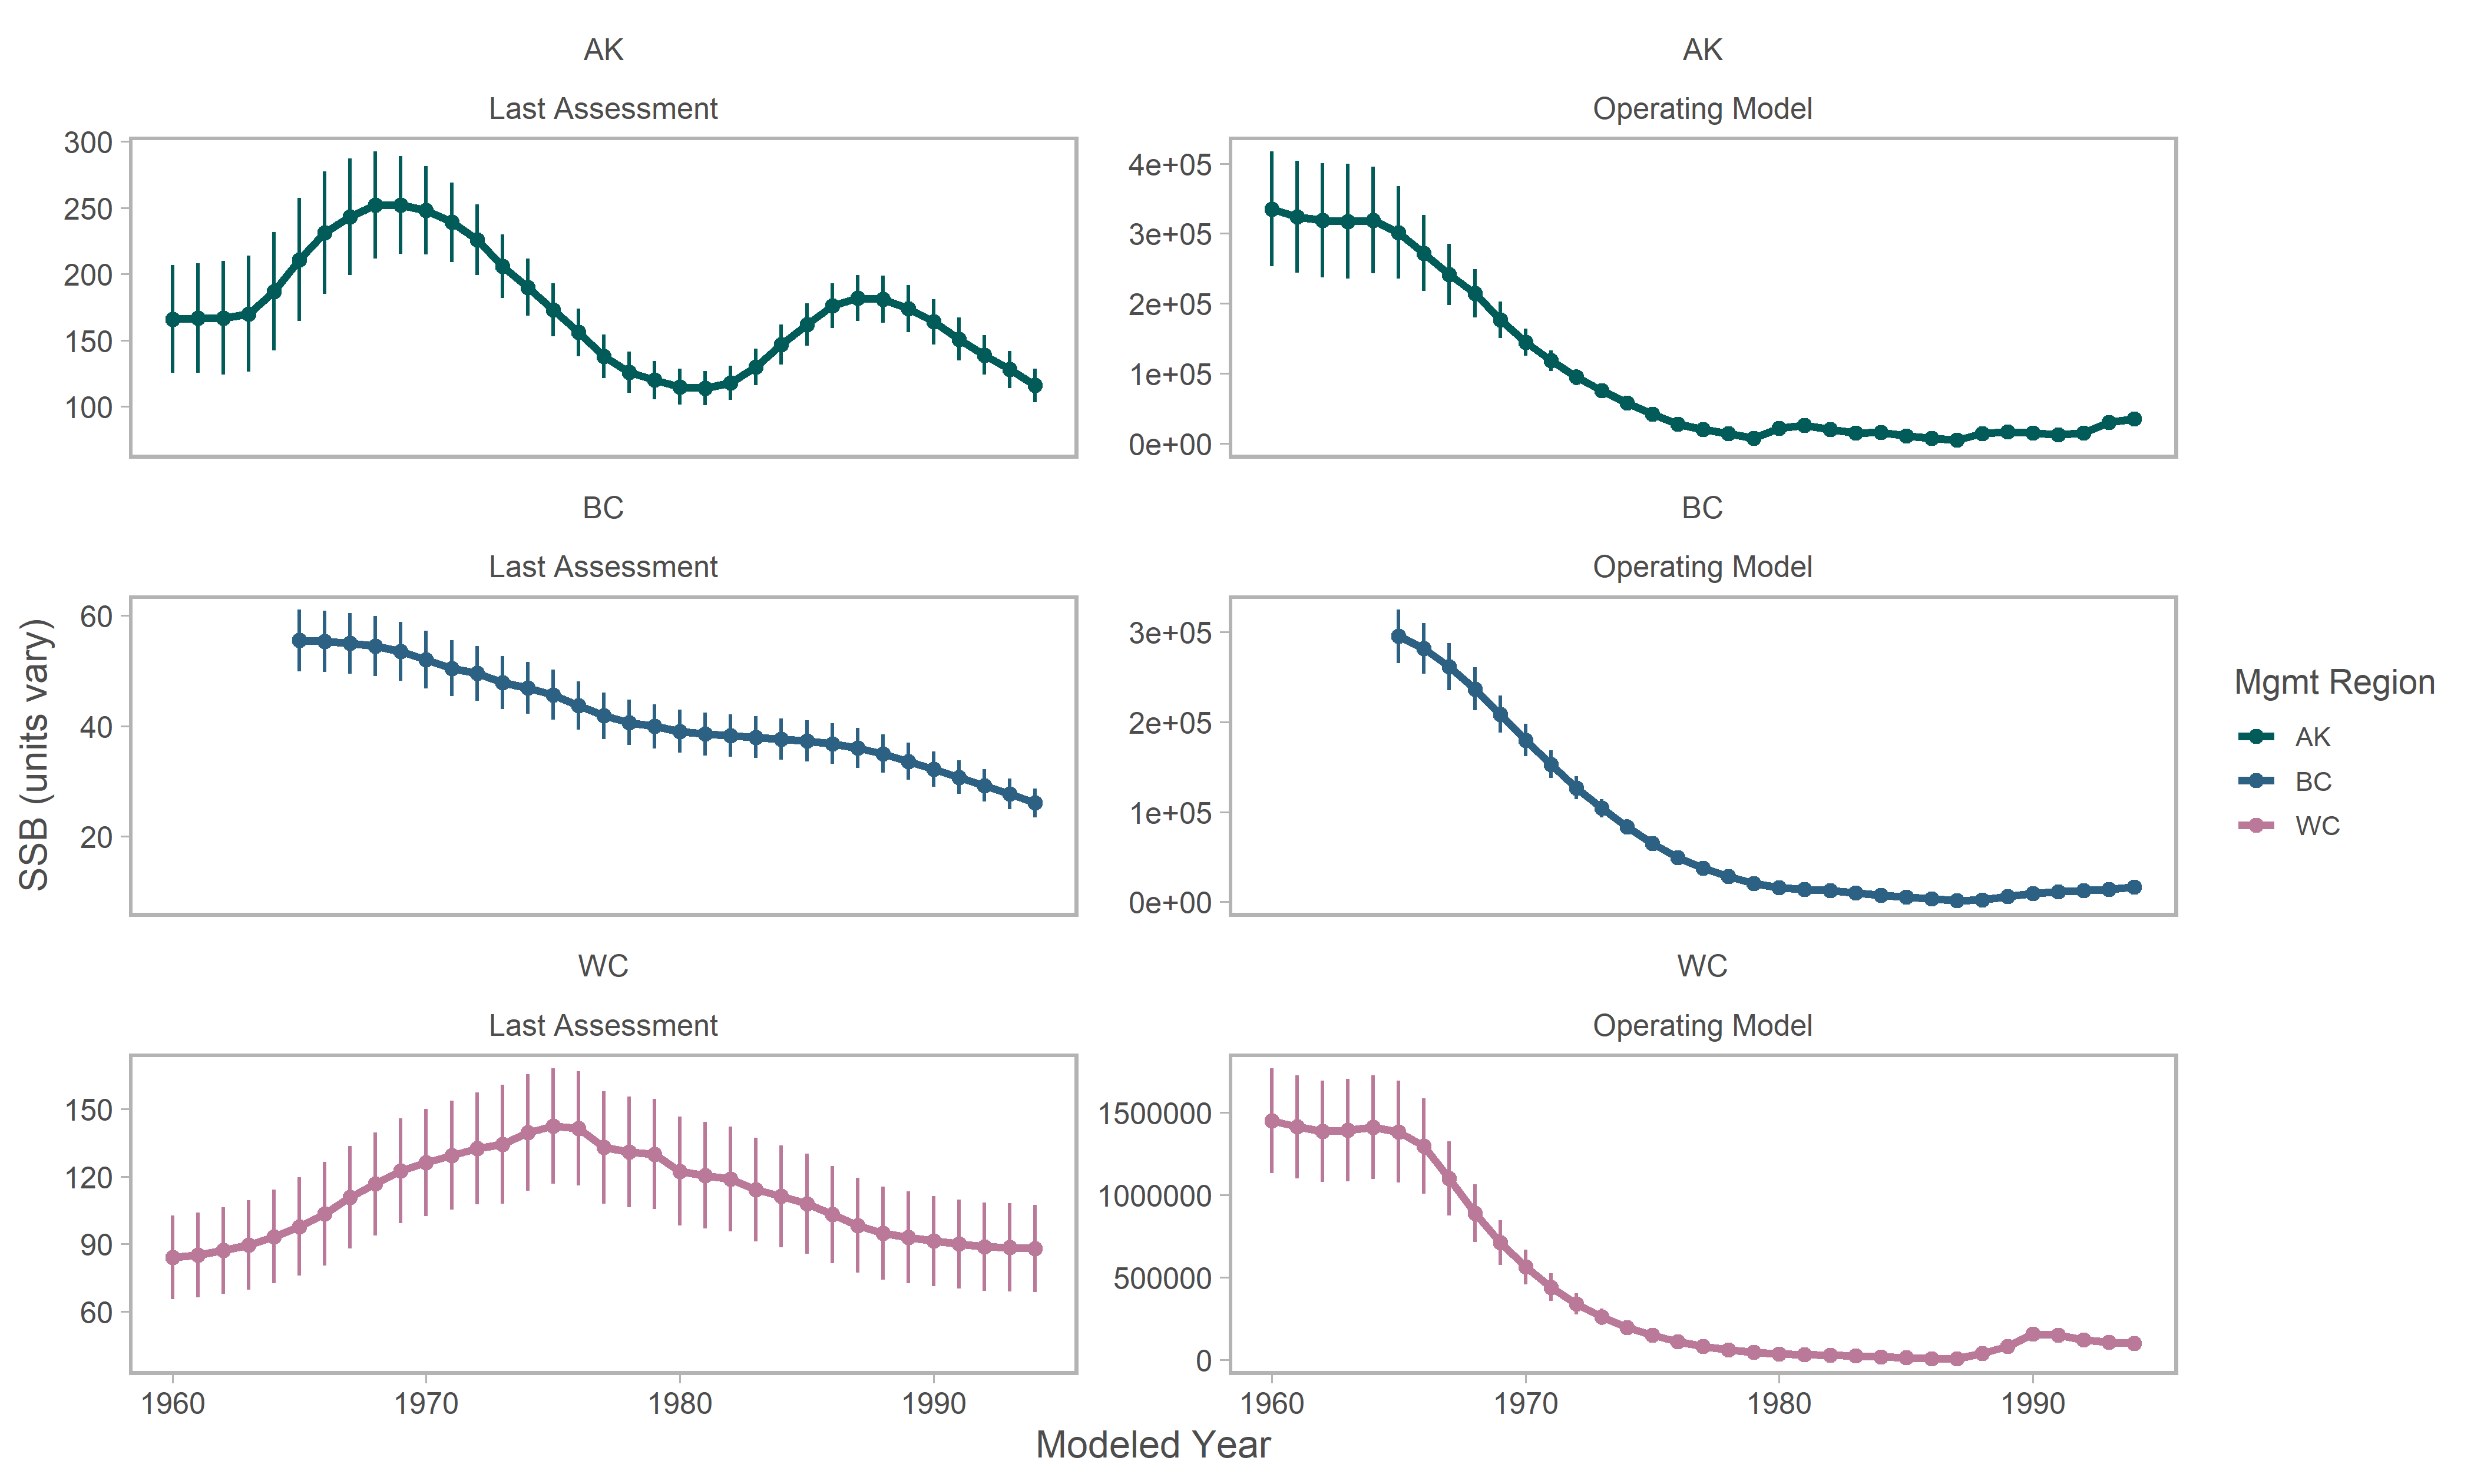 AK
AK
Last Assessment
Operating Model
300
250
200
150
100
4e+05
3e+05
2e+05
1e+05
0e+00
BC
BC
Last Assessment
Operating Model
60
40
20
3e+05
2e+05
1e+05
0e+00
WC
WC
Last Assessment
Operating Model
150
120
90
60
1500000
1000000
500000
0
1960
1970
1980
1990
1960
1970
1980
1990
Modeled Year
SSB (units vary)
Mgmt Region
AK
BC
WC